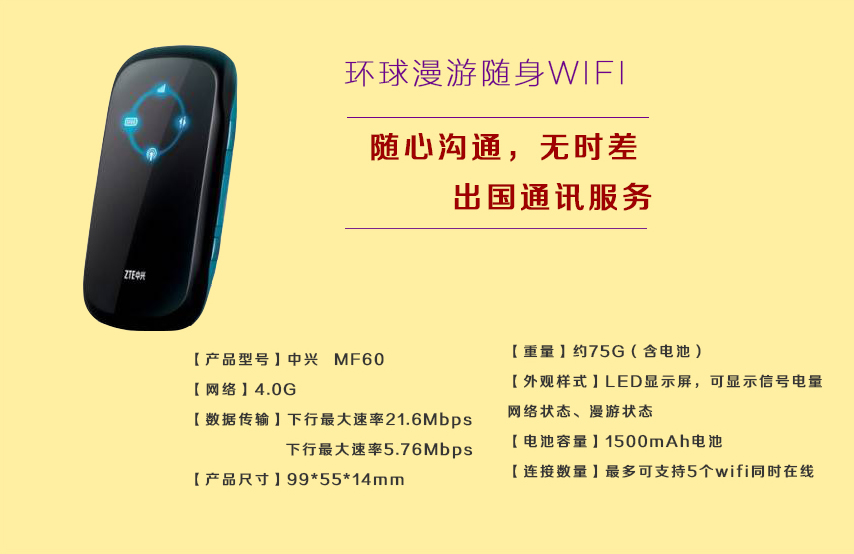 环球漫游随身WIFI
随心沟通，无时差
出国通讯服务
ZTE中兴
【产品型号】中兴 MF60
【网络】4.0G
【数据传输】下行最大速率21.6Mbps
下行最大速率5.76Mbps
【产品尺寸】99*55*14mm
【重量】约75G（含电池）
【外观样式】LED显示屏，可显示信号电量
网络状态、漫游状态
【电池容量】1500mAh电池
【连接数量】最多可支持5个wifi同时在线